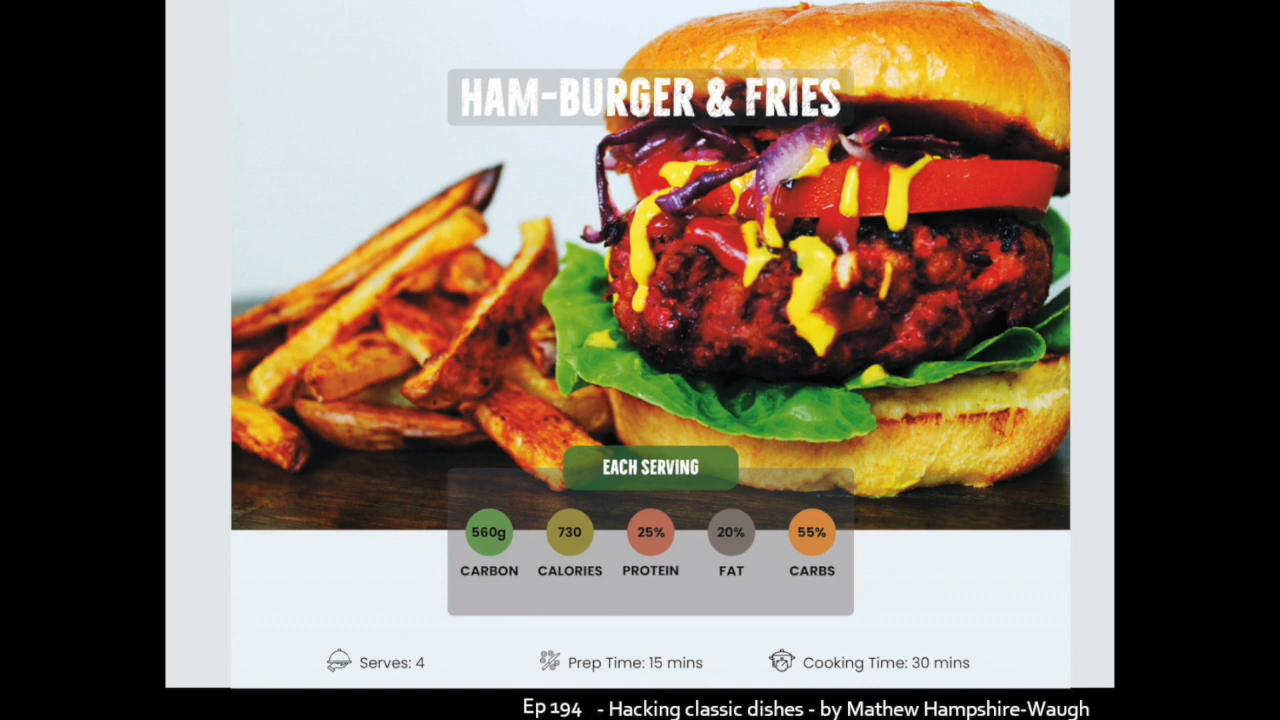 HAM-BURGER & FRIES
EACH SERVING
560g 730 25% 20% 55%
CARBON CALORIES PROTEIN FAT CARBS
Serves: 4 Prep Time: 15 mins Cooking Time: 30 mins
Ep 194 - Hacking classic dishes - by Mathew Hampshire-Waugh